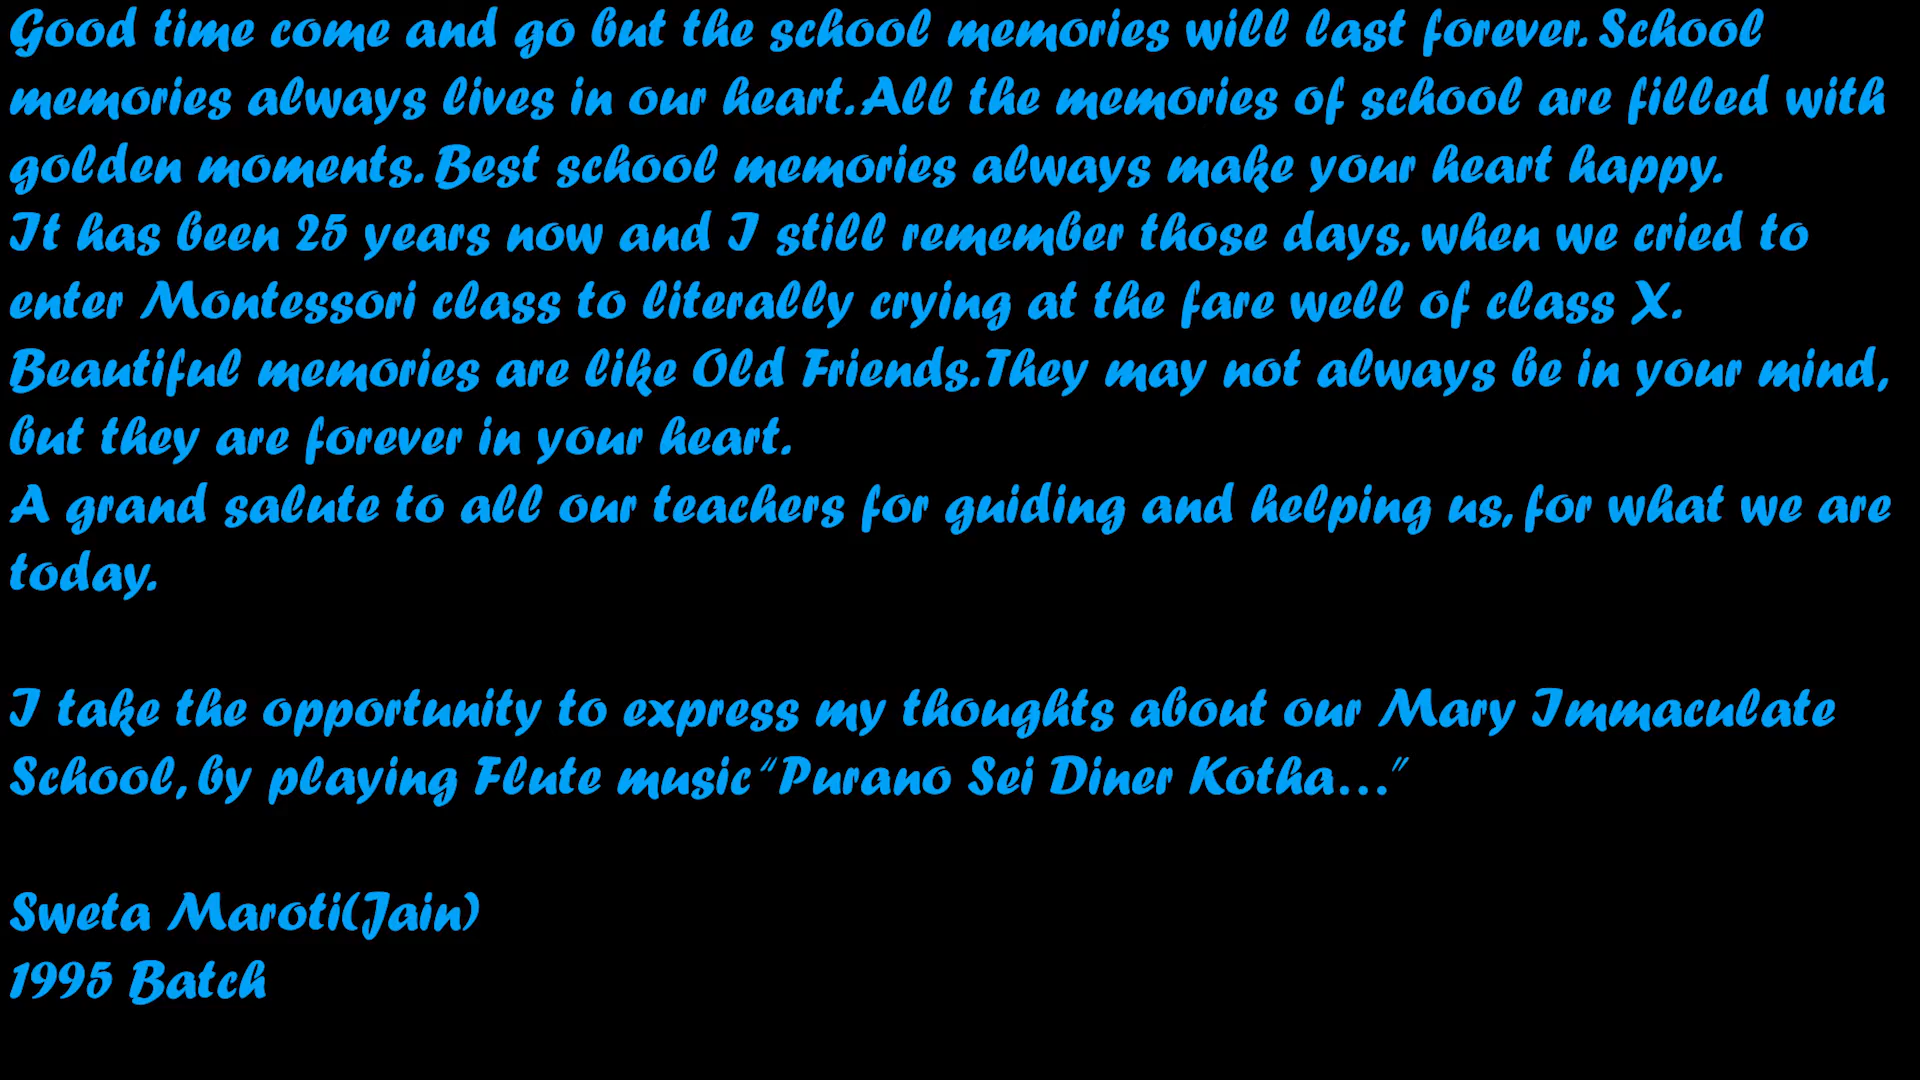 Good time come and go but the school memories will last forever. School
memories always lives in our heart. All the memories of school are filled with
golden moments. Best school memories always make your heart happy.
It has been 25 years now and I still remember those days, when we cried to
enter Montessori class to literally crying at the fare well of class X.
Beautiful memories are like Old Friends. They may not always be in your mind,
but they are forever in your heart.
A grand salute to all our teachers for guiding and helping us, for what we are
today.
I take the opportunity to express my thoughts about our Mary Immaculate
School, by playing Flute music “Purano Sei Diner Kotha...”
Sweta Maroti(Jain)
1995 Batch